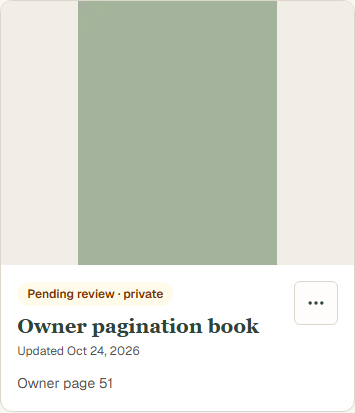 Pending review · private
Owner pagination book
Updated Oct 24, 2026
Owner page 51